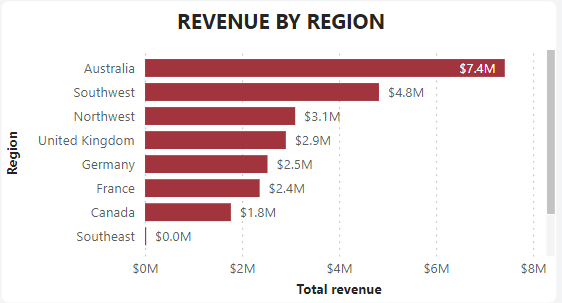 REVENUE BY REGION
Region
Australia $7.4M
Southwest $4.8M
Northwest $3.1M
United Kingdom $2.9M
Germany $2.5M
France $2.4M
Canada $1.8M
Southeast $0.0M
$0M $2M $4M $6M $8M
Total revenue